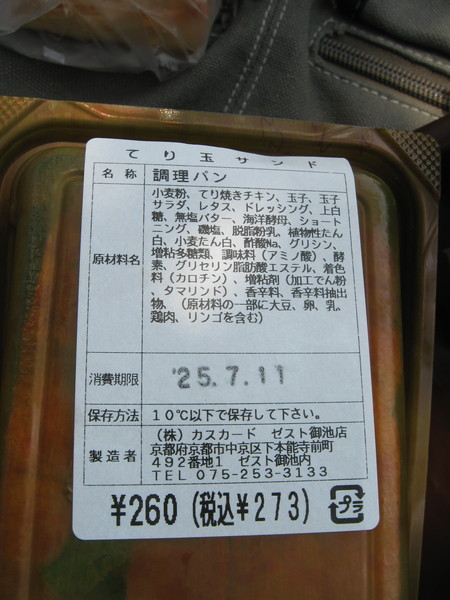 てり玉サンド
名称 調理パン
原材料名
小麦粉、てり焼きチキン、玉子、玉子
サラダ、レタス、ドレッシング、上白
糖、無塩バター、海洋酵母、ショート
ニング、磯塩、脱脂粉乳、植物性たん
白、小麦たん白、酢酸Na、グリシン、
増粘多糖類、調味料（アミノ酸）、酵
素、グリセリン脂肪酸エステル、着色
料（カロチン）、増粘剤（加工でん粉
、タマリンド）、香辛料、香辛料抽出
物、（原材料の一部に大豆、卵、乳、
鶏肉、リンゴを含む）
消費期限 '25.7.11
保存方法 10℃以下で保存して下さい。
製造者
（株）カスカード ゼスト御池店
京都府京都市中京区下本能寺前町
492番地1 ゼスト御池内
TEL 075-253-3133
¥260 (税込¥273) プラ